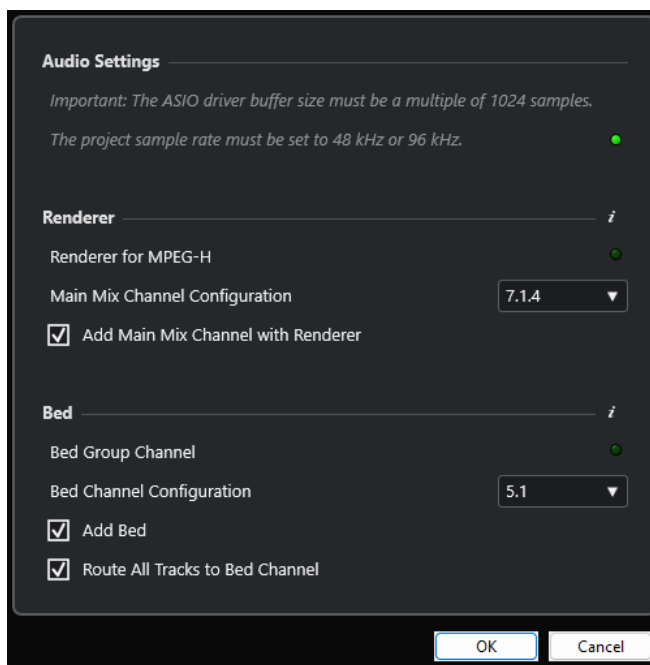 Audio Settings
Important: The ASIO driver buffer size must be a multiple of 1024 samples.
The project sample rate must be set to 48 kHz or 96 kHz.
Renderer
i
Renderer for MPEG-H
Main Mix Channel Configuration
7.1.4
Add Main Mix Channel with Renderer
Bed
i
Bed Group Channel
Bed Channel Configuration
5.1
Add Bed
Route All Tracks to Bed Channel
OK
Cancel